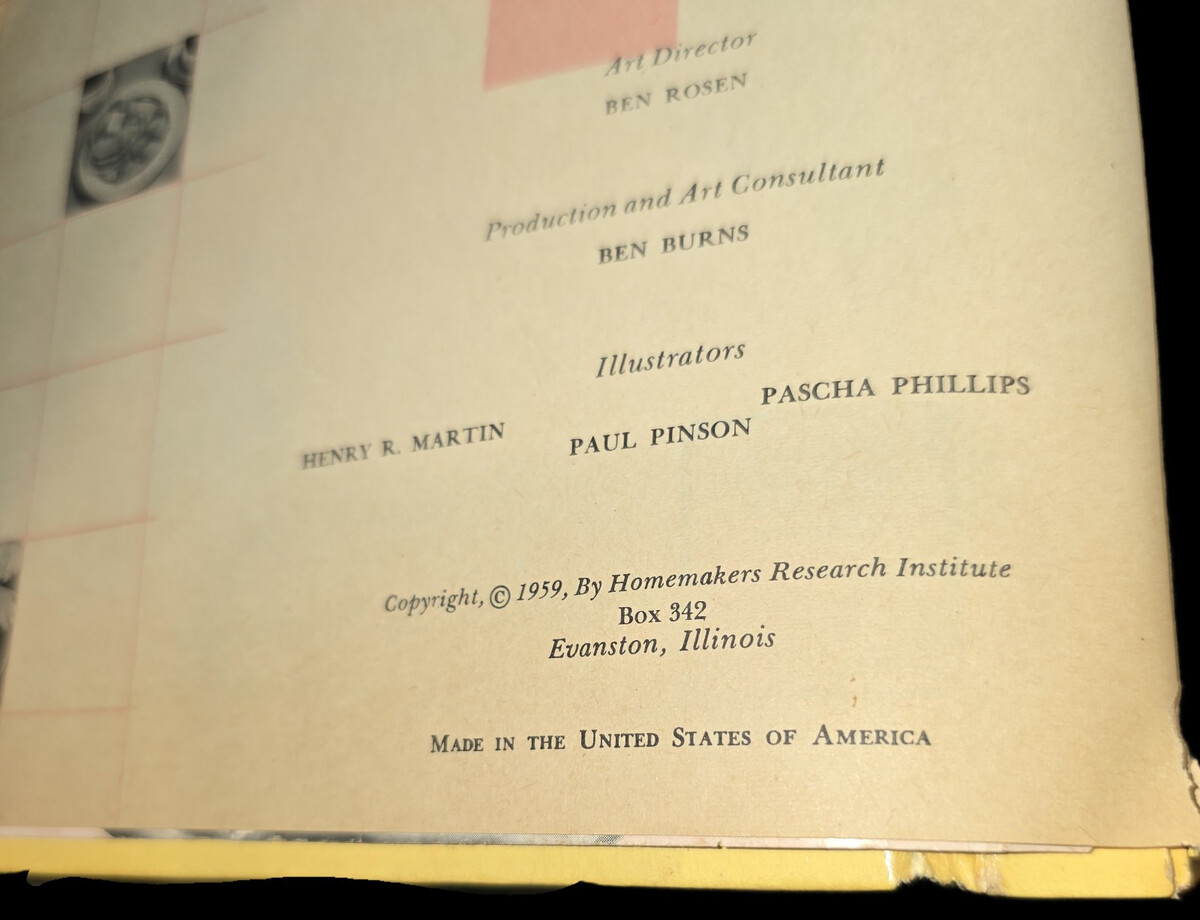 Art Director
BEN ROSEN
Production and Art Consultant
BEN BURNS
Illustrators
HENRY R. MARTIN PAUL PINSON PASCHA PHILLIPS
Copyright, © 1959, By Homemakers Research Institute
Box 342
Evanston, Illinois
MADE IN THE UNITED STATES OF AMERICA